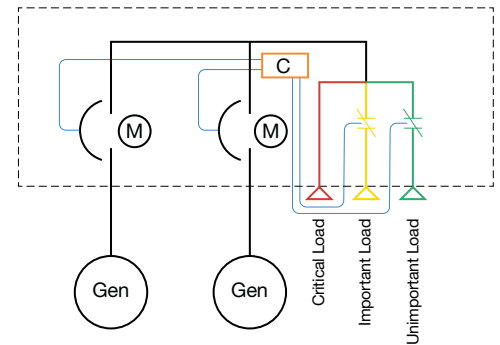 C
M
M
Gen
Gen
Critical Load
Important Load
Unimportant Load